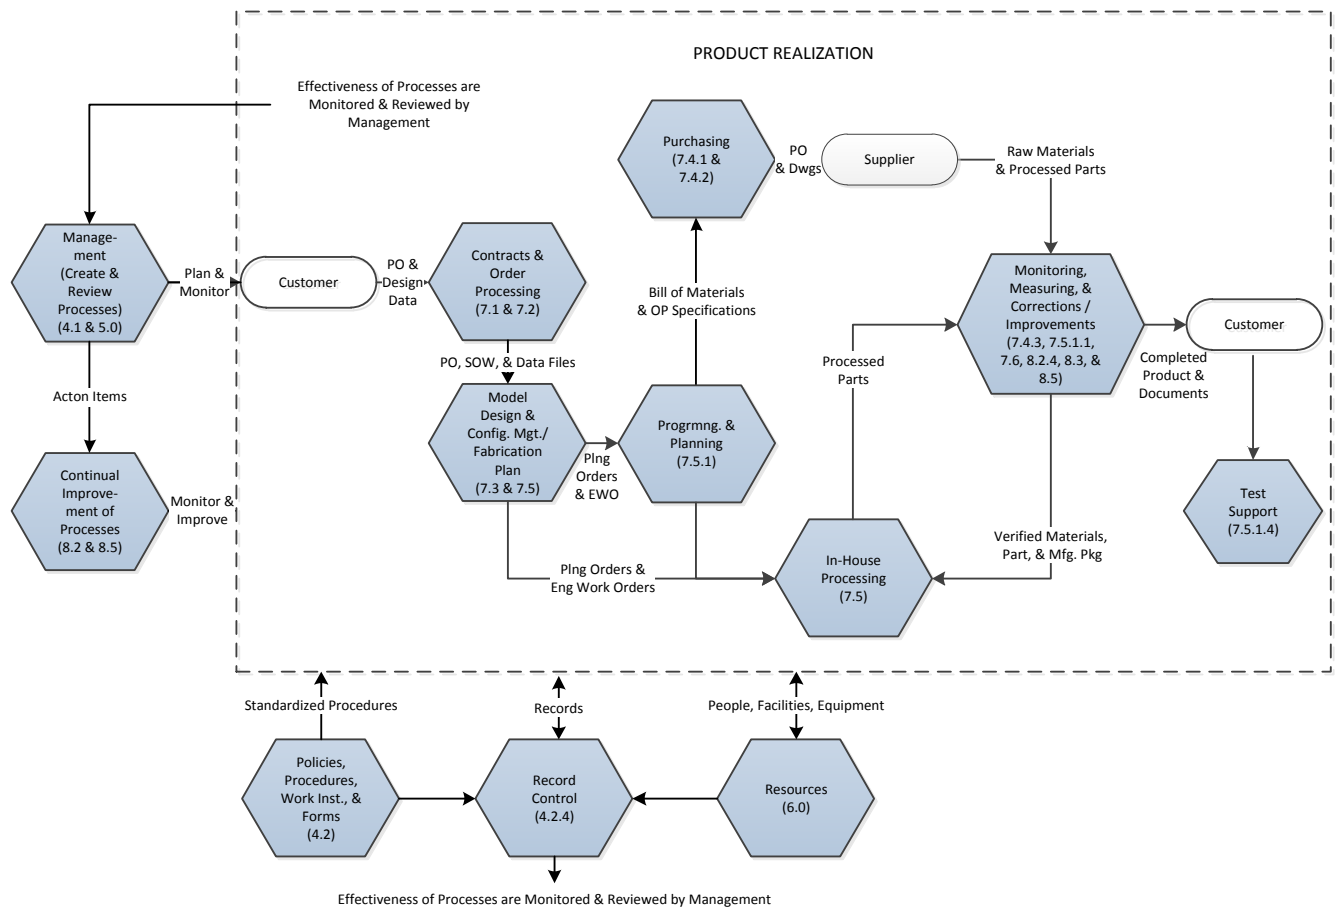 PRODUCT REALIZATION
Effectiveness of Processes are
Monitored & Reviewed by
Management
Manage-
ment
(Create &
Review
Processes)
(4.1 & 5.0)
Plan &
Monitor
Acton Items
Continual
Improve-
ment of
Processes
(8.2 & 8.5)
Monitor &
Improve
Customer
PO &
Design
Data
Contracts &
Order
Processing
(7.1 & 7.2)
PO, SOW, & Data Files
Model
Design &
Config. Mgt./
Fabrication
Plan
(7.3 & 7.5)
Plng
Orders
& EWO
Progrmng. &
Planning
(7.5.1)
Bill of Materials
& OP Specifications
Purchasing
(7.4.1 &
7.4.2)
PO
& Dwgs
Supplier
Raw Materials
& Processed Parts
Monitoring,
Measuring, &
Corrections /
Improvements
(7.4.3, 7.5.1.1,
7.6, 8.2.4, 8.3, &
8.5)
Processed
Parts
Customer
Completed
Product &
Documents
Test
Support
(7.5.1.4)
Verified Materials,
Part, & Mfg. Pkg
In-House
Processing
(7.5)
Plng Orders &
Eng Work Orders
Standardized Procedures
Records
People, Facilities, Equipment
Policies,
Procedures,
Work Inst., &
Forms
(4.2)
Record
Control
(4.2.4)
Resources
(6.0)
Effectiveness of Processes are Monitored & Reviewed by Management